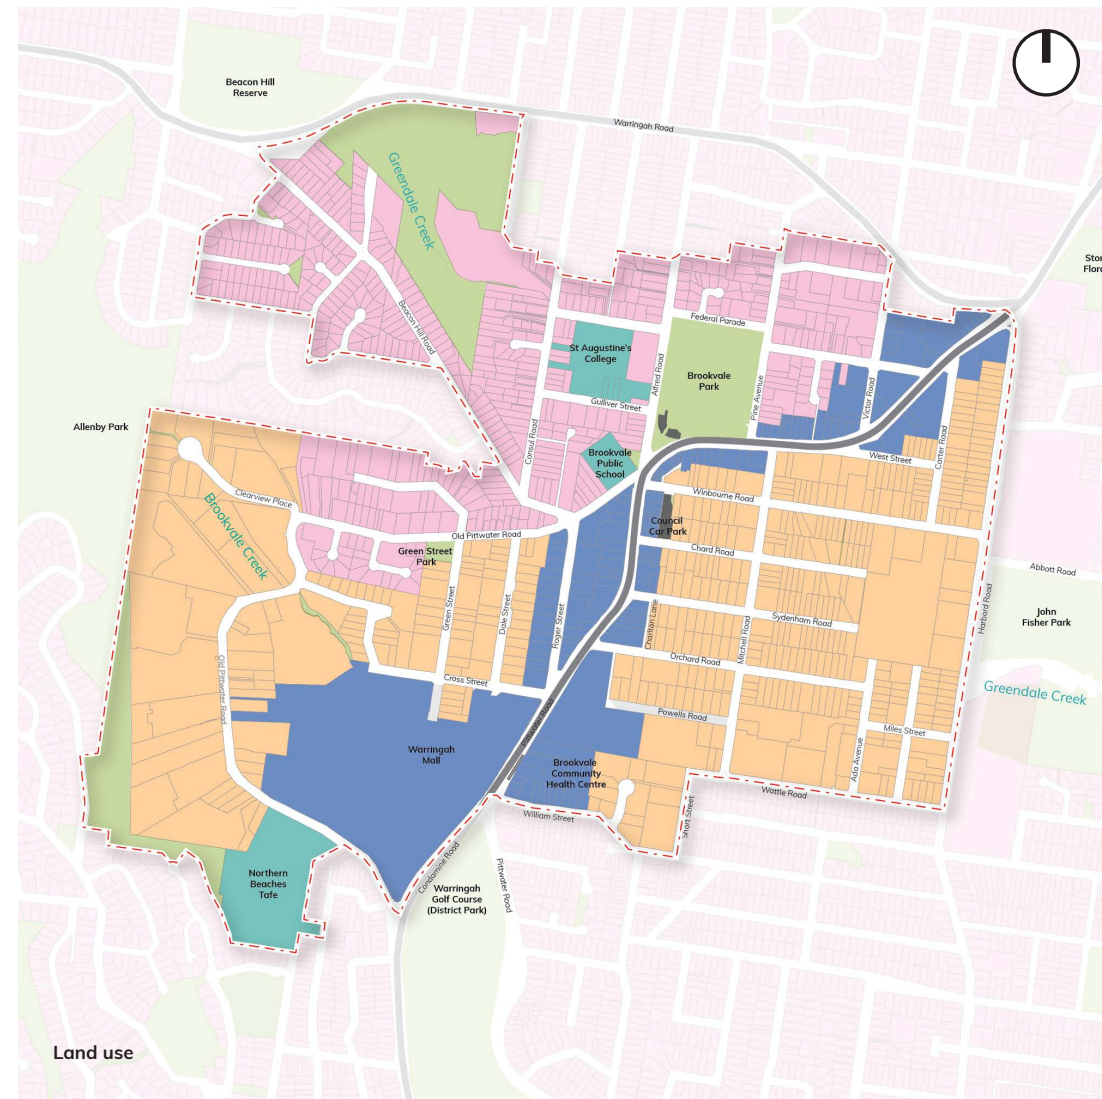 Beacon Hill
Reserve
Warringah Road
Greendale Creek
Stor
Flora
Beacon Hill Road
Federal Parade
St Augustine's
College
Alfred Road
Brookvale
Park
Pine Avenue
Victor Road
Gulliver Street
Allenby Park
Consul Road
Carter Road
West Street
Brookvale
Public
School
Clearview Place
Winbourne Road
Brookvale Creek
Council
Car Park
Old Pittwater Road
Chard Road
Green Street
Park
Abbott Road
Green Street
Dale Street
Roger Street
Charlton Lane
Mitchell Road
Sydenham Road
Harbord Road
John
Fisher Park
Old Pittwater Road
Orchard Road
Cross Street
Greendale Creek
Pittwater Road
Powells Road
Miles Street
Warringah
Mall
Ada Avenue
Brookvale
Community
Health Centre
Wattle Road
Short Street
William Street
Condamine Road
Pittwater Road
Northern
Beaches
Tafe
Warringah
Golf Course
(District Park)
Land use